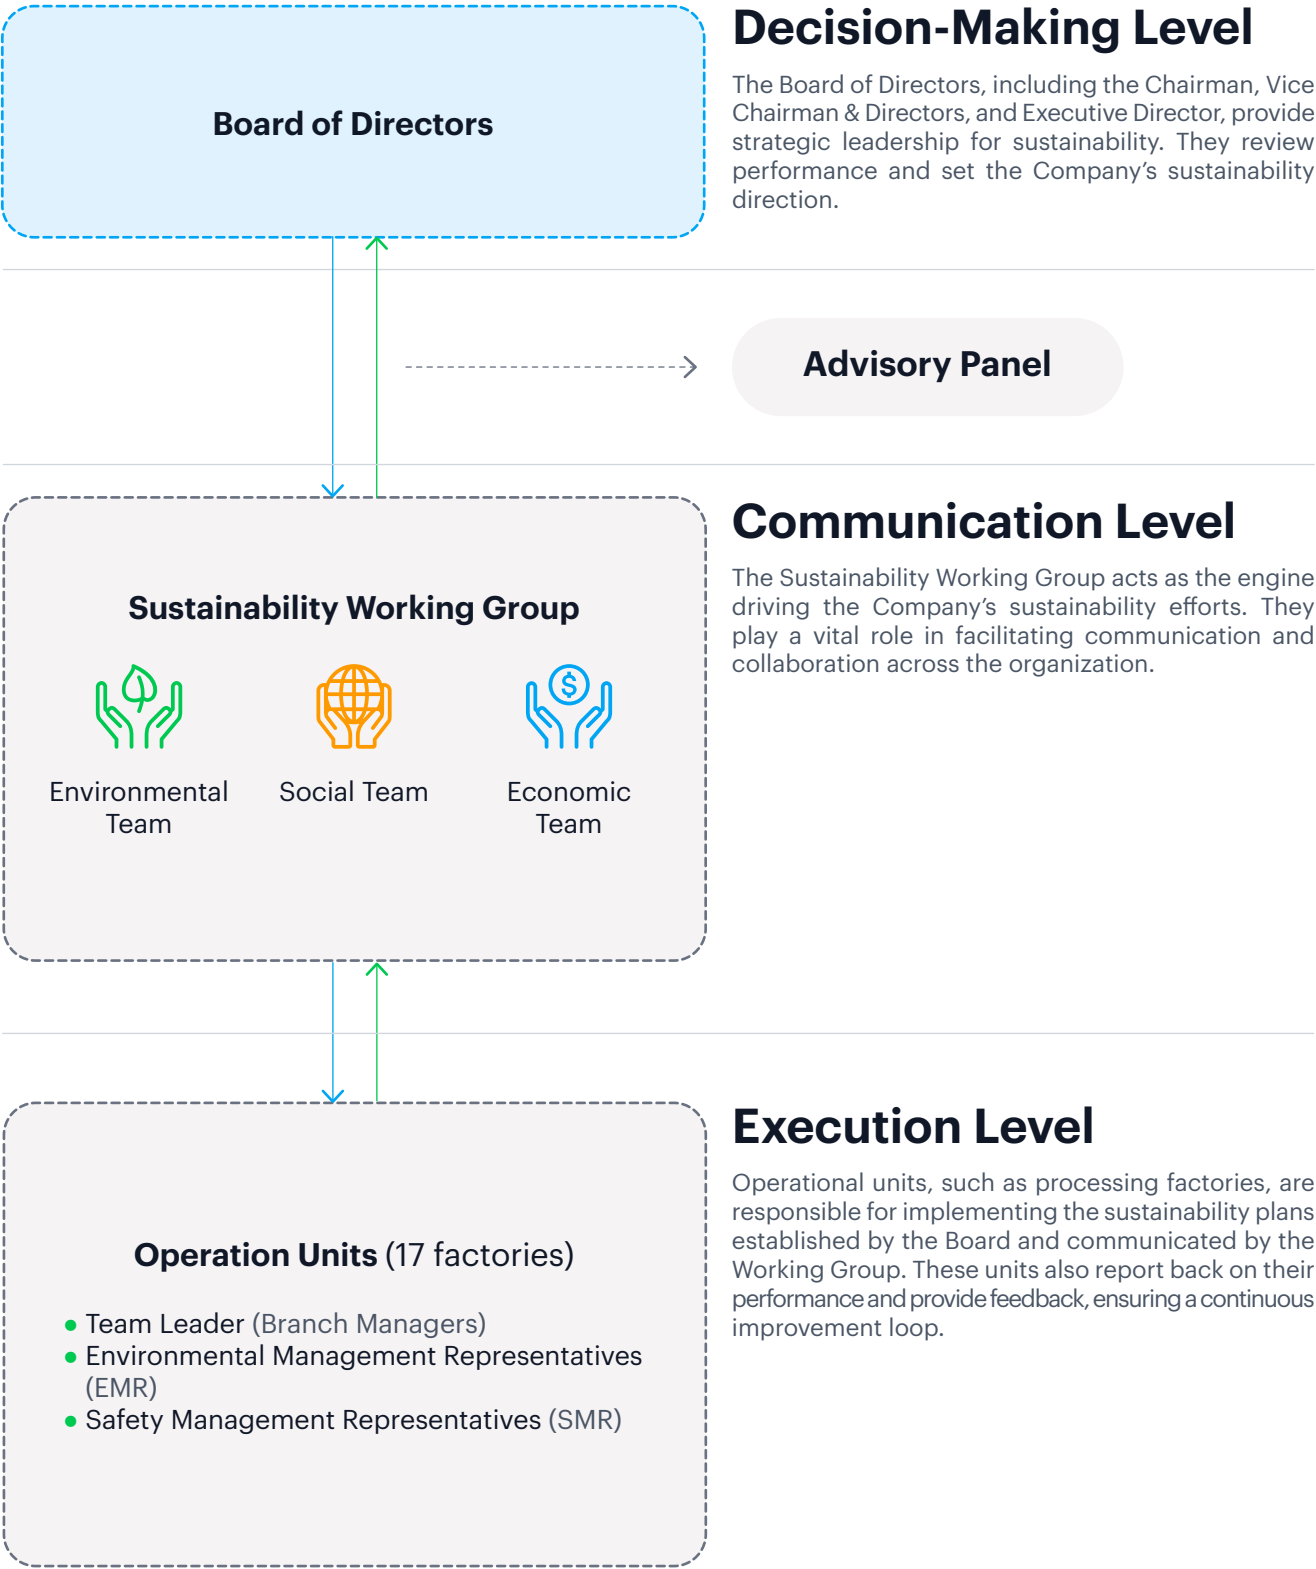 Board of Directors
Decision-Making Level
The Board of Directors, including the Chairman, Vice
Chairman & Directors, and Executive Director, provide
strategic leadership for sustainability. They review
performance and set the Company’s sustainability
direction.
Advisory Panel
Sustainability Working Group
Environmental
Team
Social Team
Economic
Team
Communication Level
The Sustainability Working Group acts as the engine
driving the Company’s sustainability efforts. They
play a vital role in facilitating communication and
collaboration across the organization.
Operation Units (17 factories)
● Team Leader (Branch Managers)
● Environmental Management Representatives
(EMR)
● Safety Management Representatives (SMR)
Execution Level
Operational units, such as processing factories, are
responsible for implementing the sustainability plans
established by the Board and communicated by the
Working Group. These units also report back on their
performance and provide feedback, ensuring a continuous
improvement loop.